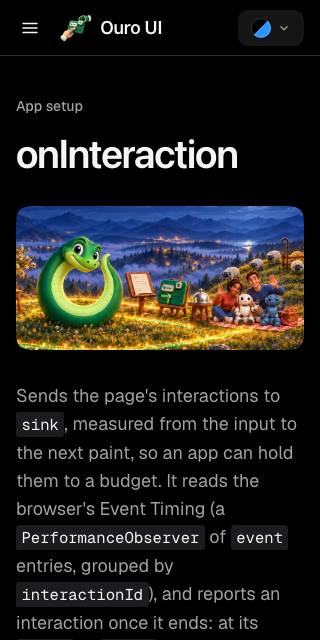 Ouro UI
App setup
onInteraction
Sends the page's interactions to
sink, measured from the input to
the next paint, so an app can hold
them to a budget. It reads the
browser's Event Timing (a
PerformanceObserver of event
entries, grouped by
interactionId), and reports an
interaction once it ends: at its